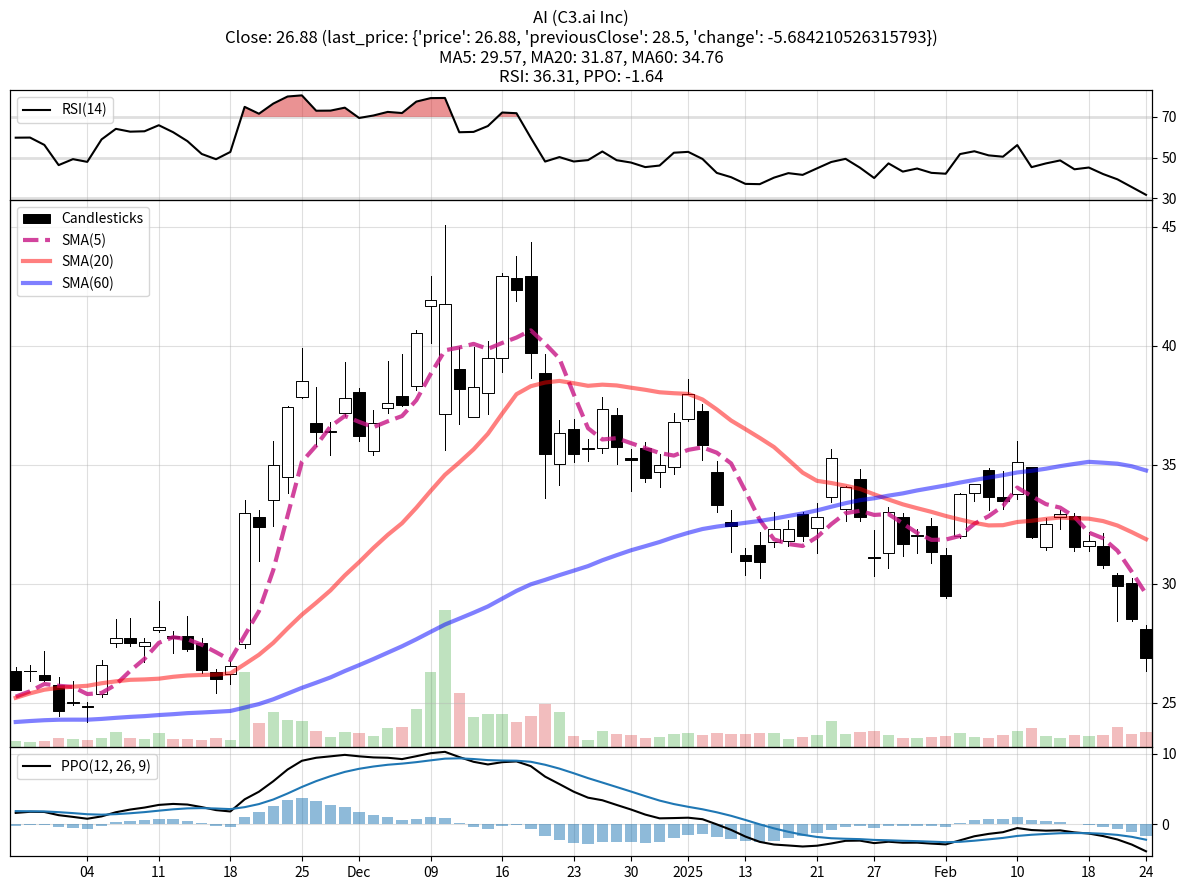 AI (C3.ai Inc)
Close: 26.88 (last_price: {'price': 26.88, 'previousClose': 28.5, 'change': -5.684210526315793})
MA5: 29.57, MA20: 31.87, MA60: 34.76
RSI: 36.31, PPO: -1.64
RSI(14)
70
50
30
Candlesticks
SMA(5)
SMA(20)
SMA(60)
45
40
35
30
25
PPO(12, 26, 9)
10
0
04 11 18 25 Dec 09 16 23 30 2025 13 21 27 Feb 10 18 24